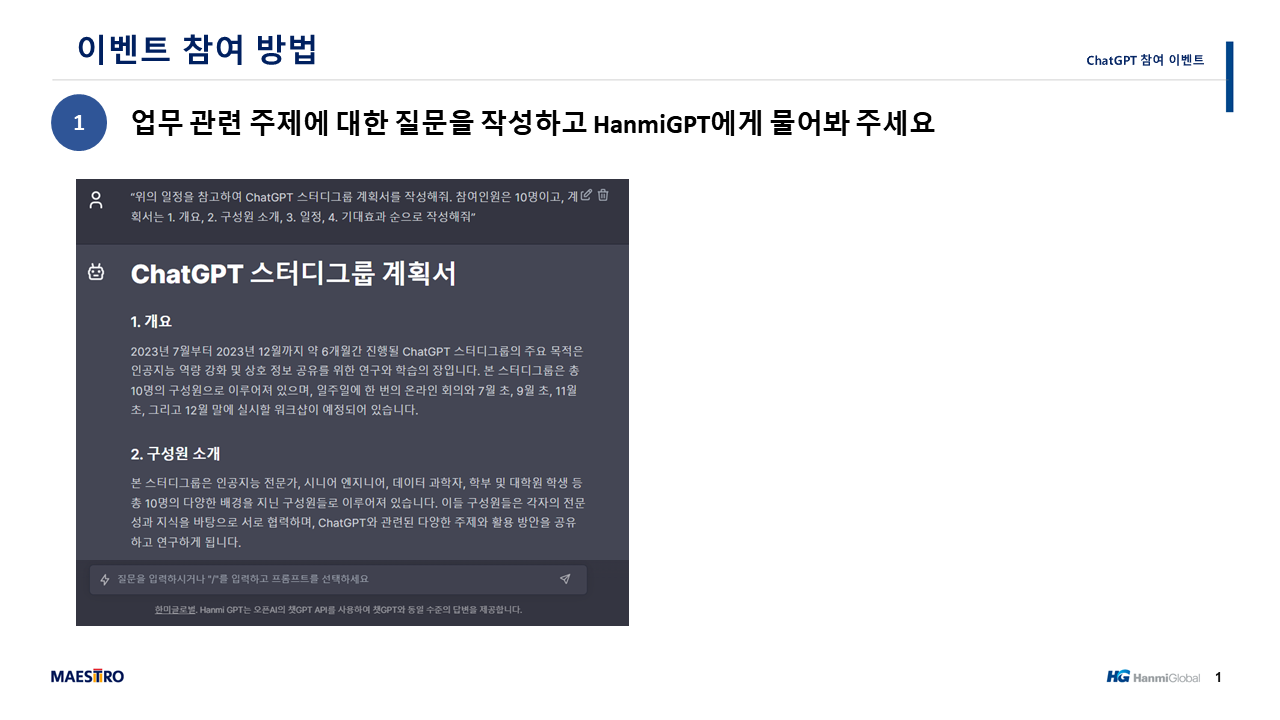 이벤트 참여 방법
ChatGPT 참여 이벤트
1
업무 관련 주제에 대한 질문을 작성하고 HanmiGPT에게 물어봐 주세요
"위의 일정을 참고하여 ChatGPT 스터디그룹 계획서를 작성해줘. 참여인원은 10명이고, 계
획서는 1. 개요, 2. 구성원 소개, 3. 일정, 4. 기대효과 순으로 작성해줘"
ChatGPT 스터디그룹 계획서
1. 개요
2023년 7월부터 2023년 12월까지 약 6개월간 진행될 ChatGPT 스터디그룹의 주요 목적은
인공지능 역량 강화 및 상호 정보 공유를 위한 연구와 학습의 장입니다. 본 스터디그룹은 총
10명의 구성원으로 이루어져 있으며, 일주일에 한 번의 온라인 회의와 7월 초, 9월 초, 11월
초, 그리고 12월 말에 실시할 워크샵이 예정되어 있습니다.
2. 구성원 소개
본 스터디그룹은 인공지능 전문가, 시니어 엔지니어, 데이터 과학자, 학부 및 대학원 학생 등
총 10명의 다양한 배경을 지닌 구성원들로 이루어져 있습니다. 이들 구성원들은 각자의 전문
성과 지식을 바탕으로 서로 협력하며, ChatGPT와 관련된 다양한 주제와 활용 방안을 공유
하고 연구하게 됩니다.
질문을 입력하시거나 "/"를 입력하고 프롬프트를 선택하세요
한미글로벌. Hanmi GPT는 오픈AI의 챗GPT API를 사용하여 챗GPT와 동일 수준의 답변을 제공합니다.
MAESTRO
HG HanmiGlobal
1